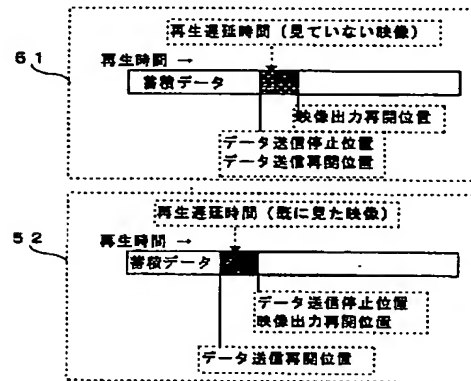 再生遅延時間（見ていない映像）
61
再生時間 →
蓄積データ
映像出力再開位置
データ送信停止位置
データ送信再開位置
再生遅延時間（既に見た映像）
52
再生時間 →
蓄積データ
データ送信停止位置
映像出力再開位置
データ送信再開位置